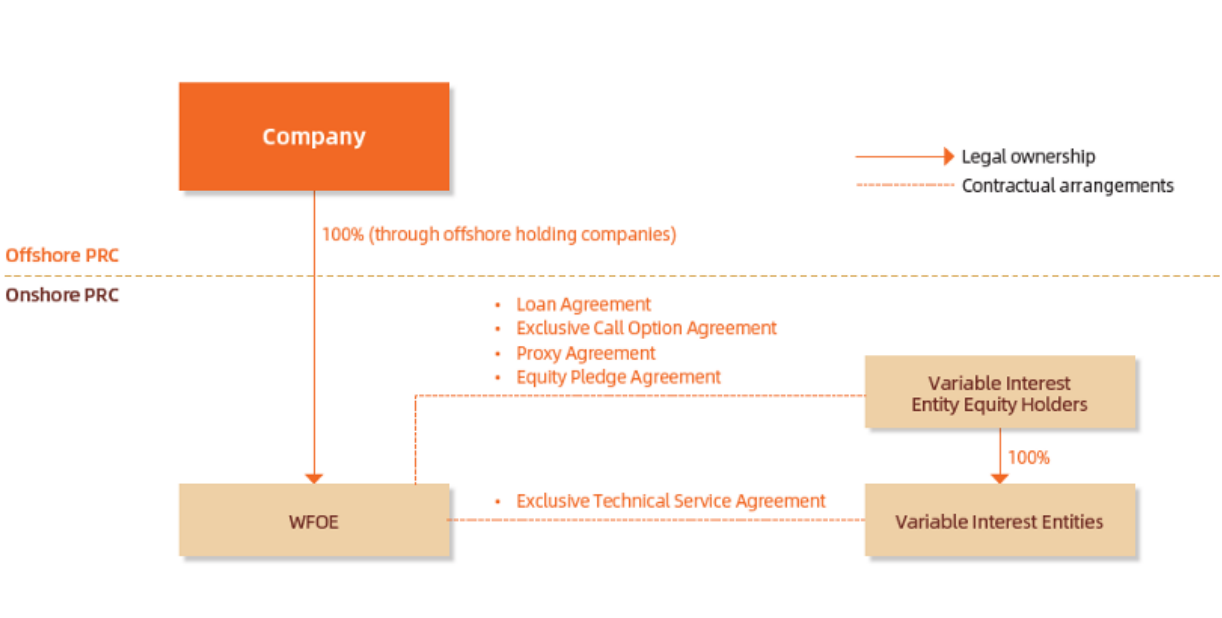 Company
Legal ownership
Contractual arrangements
100% (through offshore holding companies)
Offshore PRC
Onshore PRC
• Loan Agreement
• Exclusive Call Option Agreement
• Proxy Agreement
• Equity Pledge Agreement
Variable Interest
Entity Equity Holders
100%
• Exclusive Technical Service Agreement
WFOE
Variable Interest Entities